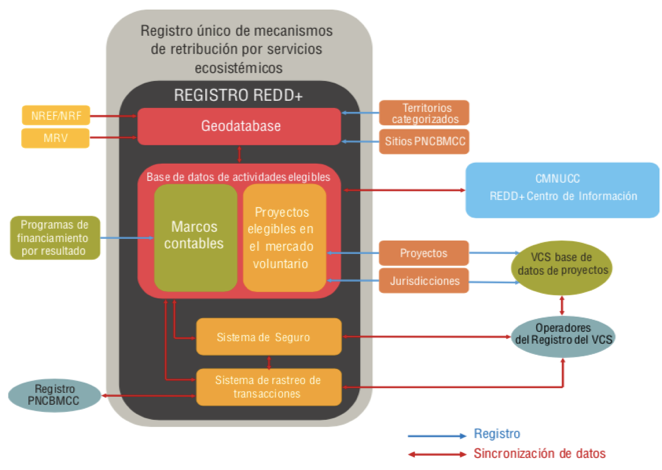 Registro único de mecanismos
de retribución por servicios
ecosistémicos
REGISTRO REDD+
NREF/NRF
MRV
Geodatabase
Territorios
categorizados
Sitios PNCBMCC
Base de datos de actividades elegibles
Marcos
contables
Proyectos
elegibles en
el mercado
voluntario
CMNUCC
REDD+ Centro de Información
Programas de
financiamiento
por resultado
Proyectos
Jurisdicciones
VCS base de
datos de proyectos
Sistema de Seguro
Operadores
del Registro del VCS
Sistema de rastreo de
transacciones
Registro
PNCBMCC
Registro
Sincronización de datos